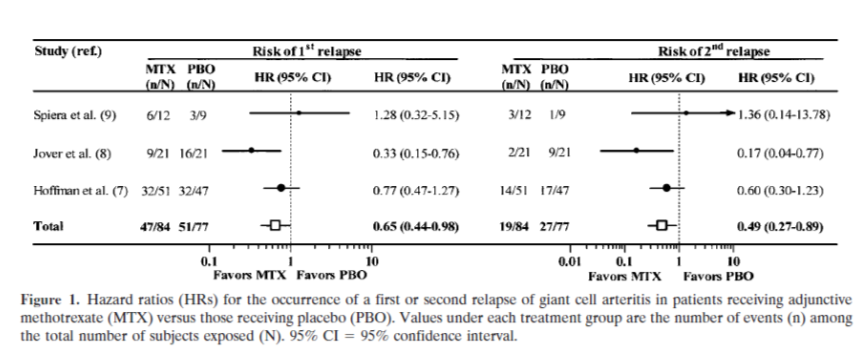 Study (ref.) Risk of 1st relapse Risk of 2nd relapse
MTX PBO HR (95% CI) HR (95% CI) MTX PBO HR (95% CI) HR (95% CI)
(n/N) (n/N) (n/N) (n/N)
Spiera et al. (9) 6/12 3/9 1.28 (0.32-5.15) 3/12 1/9 1.36 (0.14-13.78)
Jover et al. (8) 9/21 16/21 0.33 (0.15-0.76) 2/21 9/21 0.17 (0.04-0.77)
Hoffman et al. (7) 32/51 32/47 0.77 (0.47-1.27) 14/51 17/47 0.60 (0.30-1.23)
Total 47/84 51/77 0.65 (0.44-0.98) 19/84 27/77 0.49 (0.27-0.89)
0.1 1 10 0.01 0.1 1 10
Favors MTX Favors PBO Favors MTX Favors PBO
Figure 1. Hazard ratios (HRs) for the occurrence of a first or second relapse of giant cell arteritis in patients receiving adjunctive
methotrexate (MTX) versus those receiving placebo (PBO). Values under each treatment group are the number of events (n) among
the total number of subjects exposed (N). 95% CI = 95% confidence interval.